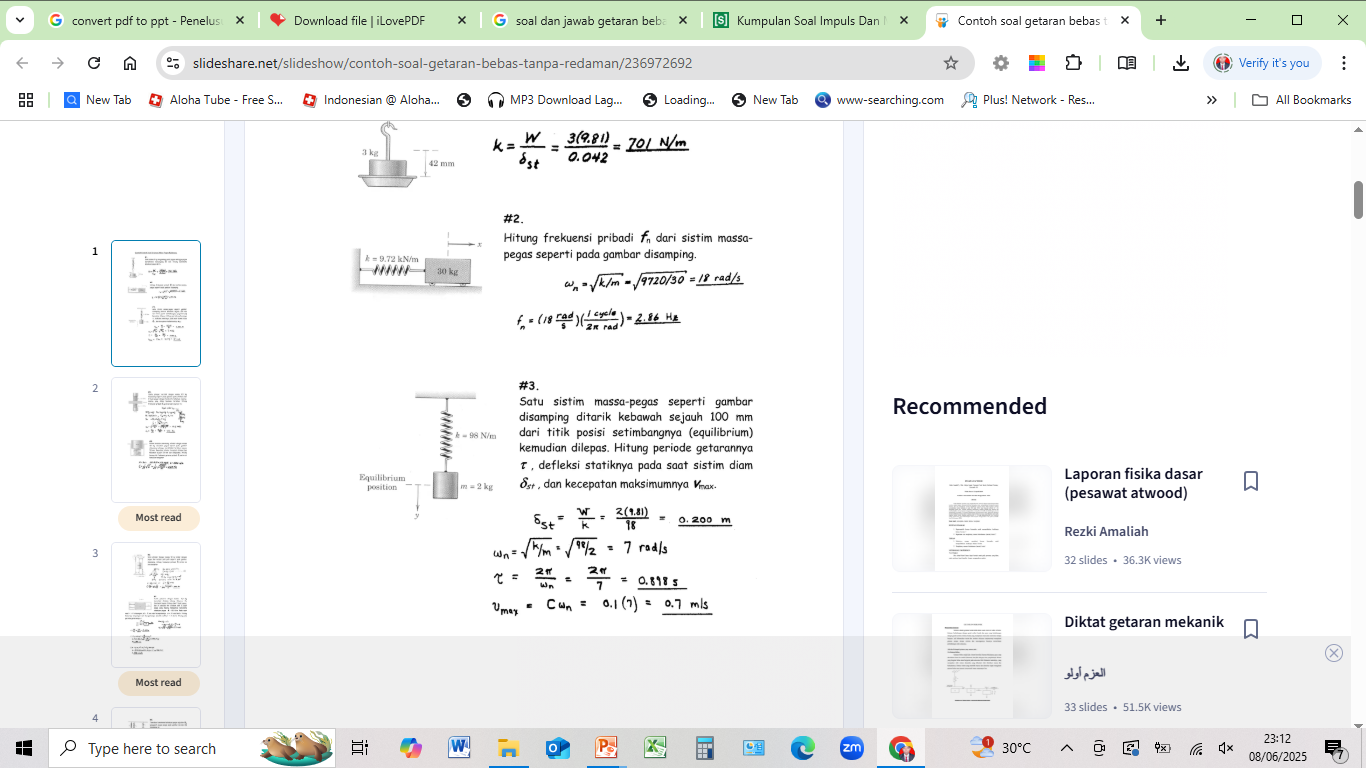 convert pdf to ppt - Penelus
Download file | iLovePDF
soal dan jawab getaran beba
Kumpulan Soal Impuls Dan M
Contoh soal getaran bebas t
slideshare.net/slideshow/contoh-soal-getaran-bebas-tanpa-redaman/236972692
Verify it's you
New Tab
Aloha Tube - Free S...
Indonesian @ Aloha...
MP3 Download Lag...
Loading...
New Tab
www-searching.com
Plus! Network - Res...
»
All Bookmarks
3 kg
42 mm
k = W/δst = 3(9.81)/0.042 = 701 N/m
#2.
Hitung frekuensi pribadi fn dari sistim massa-
pegas seperti pada gambar disamping.
k = 9.72 kN/m
x
30 kg
ωn = √k/m = √9720/30 = 18 rad/s
fn = (18 rad/s)(1 cycle/2π rad) = 2.86 Hz
#3.
Satu sistim massa-pegas seperti gambar
disamping ditarik kebawah sejauh 100 mm
dari titik posisi setimbangnya (equilibrium)
kemudian dilepas. Hitung periode getarannya
τ , defleksi statiknya pada saat sistim diam
δst , dan kecepatan maksimumnya vmax.
k = 98 N/m
Equilibrium
position
m = 2 kg
y
δst = W/k = 2(9.81)/98 = 0.200 m
ωn = √k/m = √98/2 = 7 rad/s
τ = 2π/ωn = 2π/7 = 0.898 s
vmax = Cωn = 0.1(7) = 0.7 m/s
1
2
Most read
3
Most read
4
Recommended
Laporan fisika dasar
(pesawat atwood)
Rezki Amaliah
32 slides • 36.3K views
Diktat getaran mekanik
العزم أولو
33 slides • 51.5K views
Type here to search
zm
1
30°C
23:12
08/06/2025
7